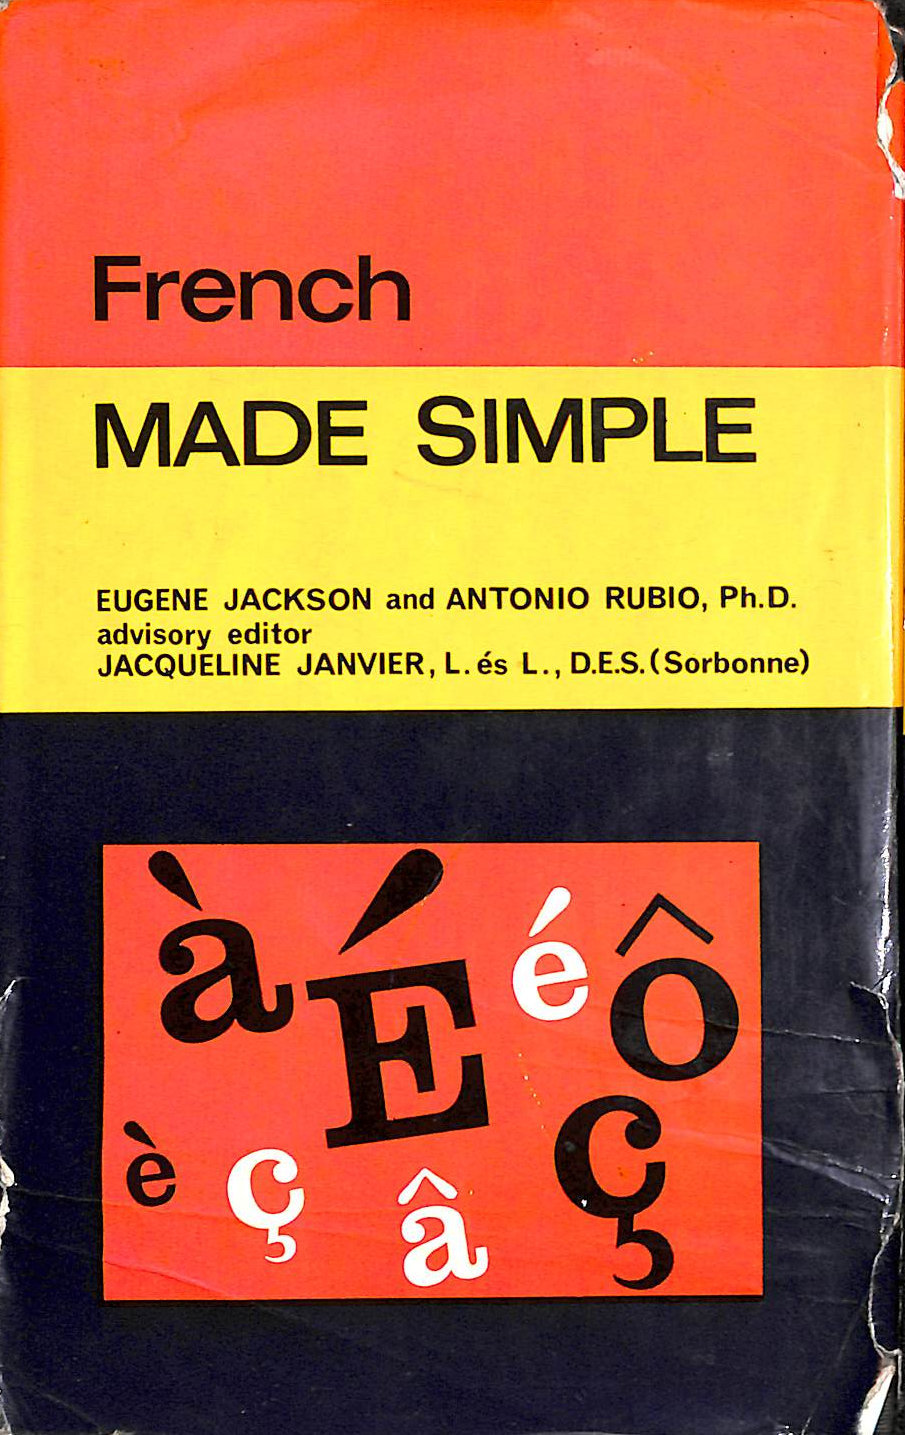 French
MADE SIMPLE
EUGENE JACKSON and ANTONIO RUBIO, Ph.D.
advisory editor
JACQUELINE JANVIER, L. és L., D.E.S. (Sorbonne)
à É é ô
è ç â ç